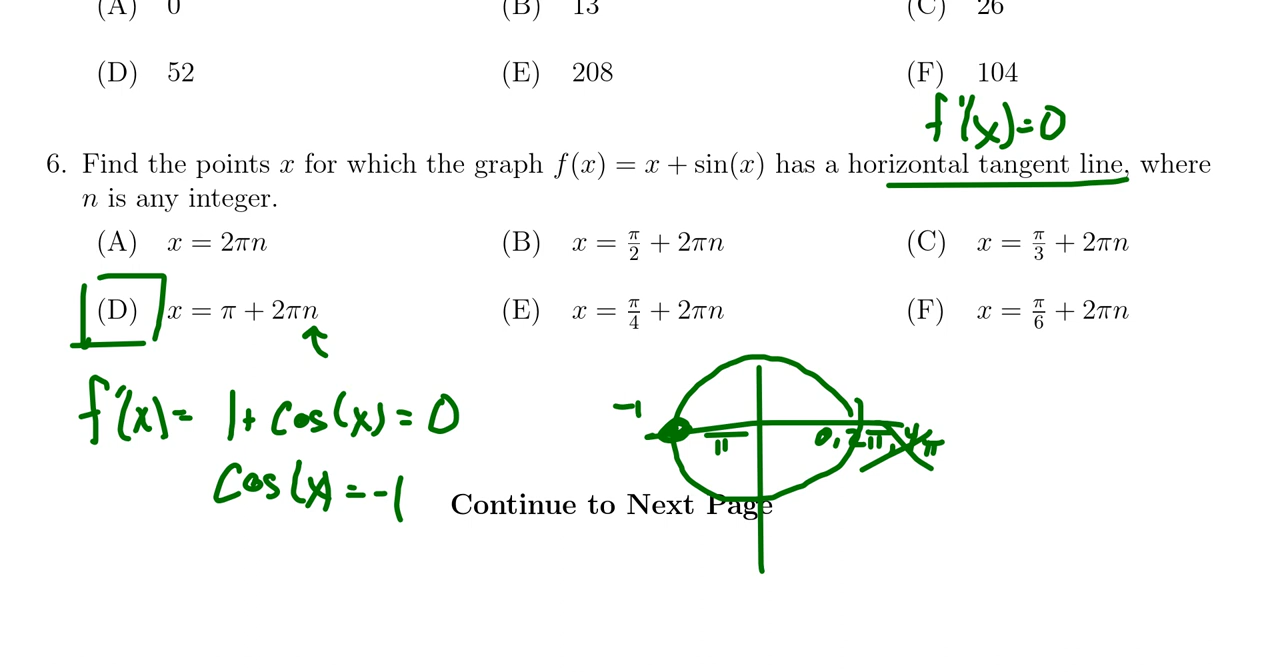 (A) 0 (B) 13 (C) 26
(D) 52 (E) 208 (F) 104
f'(x)=0
6. Find the points x for which the graph f(x) = x + sin(x) has a horizontal tangent line, where
n is any integer.
(A) x = 2πn (B) x = π/2 + 2πn (C) x = π/3 + 2πn
(D) x = π + 2πn (E) x = π/4 + 2πn (F) x = π/6 + 2πn
f'(x) = 1 + cos(x) = 0
-1
π 0, 2π, 4π
cos(x) = -1
Continue to Next Page